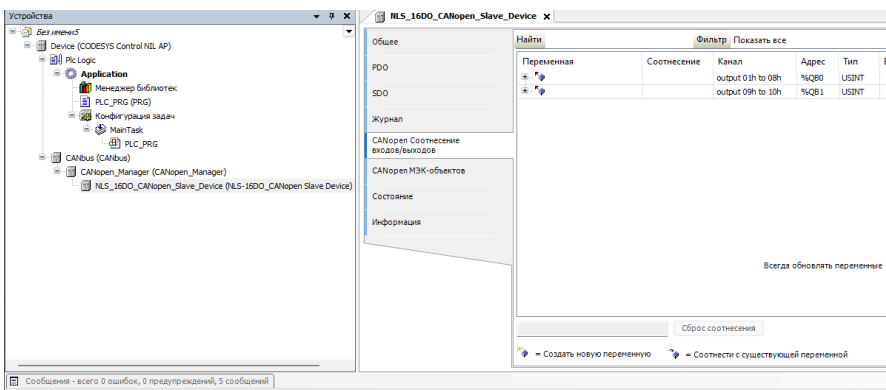 Устройства
Без имени5
Device (CODESYS Control NIL AP)
Plc Logic
Application
Менеджер библиотек
PLC_PRG (PRG)
Конфигурация задач
MainTask
PLC_PRG
CANbus (CANbus)
CANopen_Manager (CANopen_Manager)
NLS_16DO_CANopen_Slave_Device (NLS-16DO_CANopen Slave Device)
NLS_16DO_CANopen_Slave_Device
Общее
PDO
SDO
Журнал
CANopen Соотнесение
входов/выходов
CANopen МЭК-объектов
Состояние
Информация
Найти Фильтр Показать все
Переменная Соотнесение Канал Адрес Тип
output 01h to 08h %QB0 USINT
output 09h to 10h %QB1 USINT
Всегда обновлять переменные
Сброс соотнесения
= Создать новую переменную = Соотнести с существующей переменной
Сообщения - всего 0 ошибок, 0 предупреждений, 5 сообщений